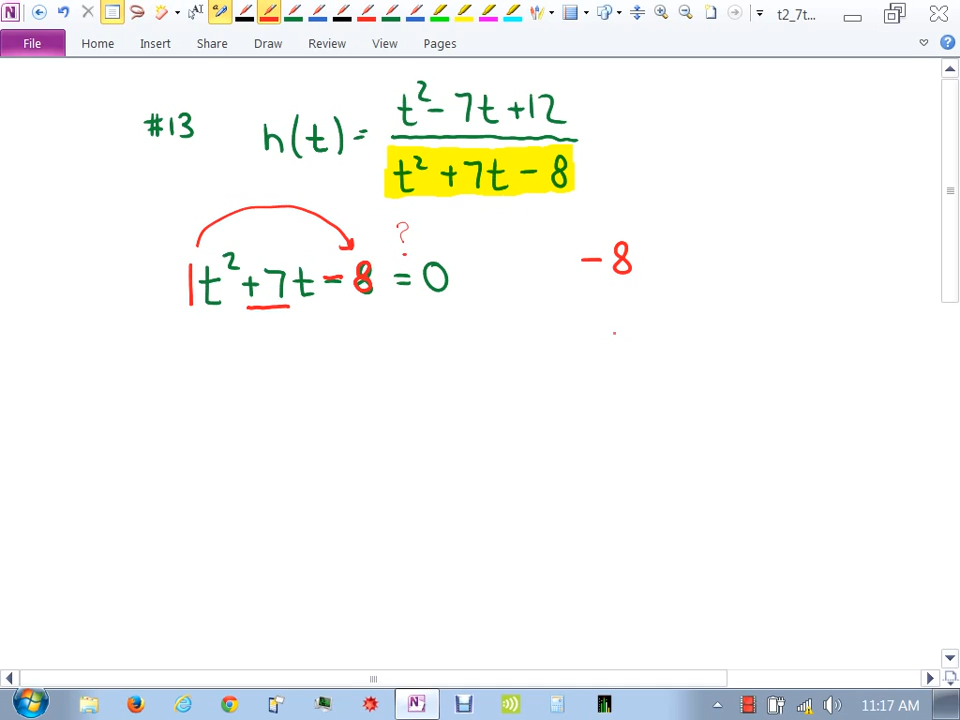 t2_7t...
File Home Insert Share Draw Review View Pages
#13 h(t) = t² - 7t + 12
t² + 7t - 8
?
1t² + 7t - 8 = 0
- 8
11:17 AM